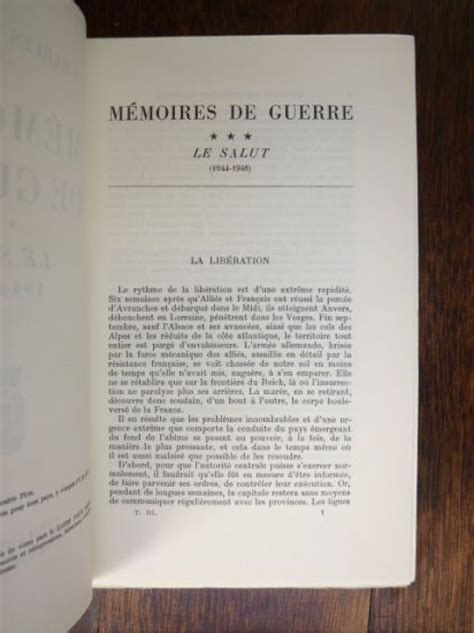 MÉMOIRES DE GUERRE
★ ★ ★
LE SALUT
(1944-1946)
LA LIBÉRATION
Le rythme de la libération est d'une extrême rapidité.
Six semaines après qu'Alliés et Français ont réussi la percée
d'Avranches et débarqué dans le Midi, ils atteignent Anvers,
débouchent en Lorraine, pénètrent dans les Vosges. Fin sep-
tembre, seuf l'Alsace et ses avancées, ainsi que les cols des
Alpes et les réduits de la côte atlantique, le territoire tout
entier est purgé d'envahisseurs. L'armée allemande, brisée
par la force mécanique des alliés, assaillie en détail par la
résistance française, se voit chassée de notre sol en moins
de temps qu'elle n'avait mis, naguère, à s'en emparer. Elle
ne se rétablira que sur la frontière du Reich, là où l'insurrec-
tion ne paralyse plus ses arrières. La marée, en se retirant,
découvre donc soudain, d'un bout à l'autre, le corps boule-
versé de la France.
Il en résulte que les problèmes innombrables et d'une ur-
gence extrême que comporte la conduite du pays émergeant
du fond de l'abîme se posent au pouvoir, à la fois, de la
manière la plus pressante, et cela dans le temps même où
il est aussi malaisé que possible de les résoudre.
D'abord, pour que l'autorité centrale puisse s'exercer nor-
malement, il faudrait qu'elle fût en mesure d'être informée,
de faire parvenir ses ordres, de contrôler leur exécution. Or,
pendant de longues semaines, la capitale restera sans moyens
de communiquer régulièrement avec les provinces. Les lignes
T. III.
1